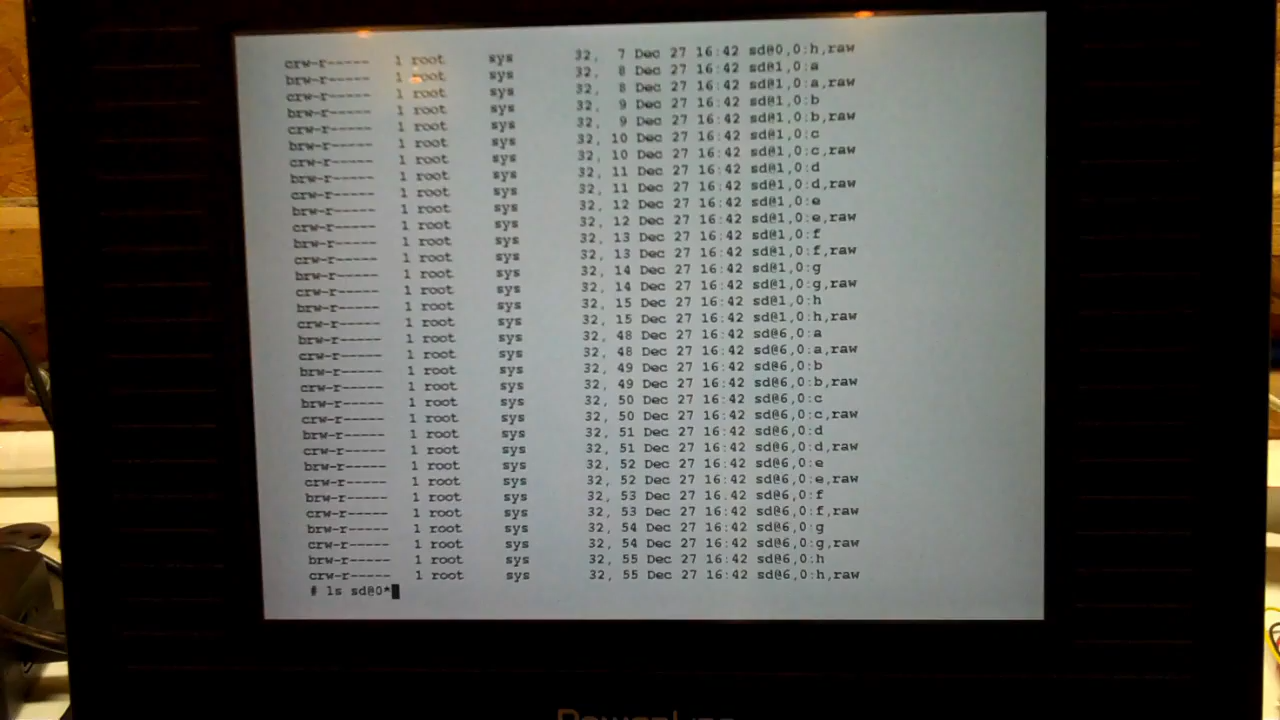 crw-r----- 1 root sys 32, 7 Dec 27 16:42 sd@0,0:h,raw
brw-r----- 1 root sys 32, 8 Dec 27 16:42 sd@1,0:a
crw-r----- 1 root sys 32, 8 Dec 27 16:42 sd@1,0:a,raw
brw-r----- 1 root sys 32, 9 Dec 27 16:42 sd@1,0:b
crw-r----- 1 root sys 32, 9 Dec 27 16:42 sd@1,0:b,raw
brw-r----- 1 root sys 32, 10 Dec 27 16:42 sd@1,0:c
crw-r----- 1 root sys 32, 10 Dec 27 16:42 sd@1,0:c,raw
brw-r----- 1 root sys 32, 11 Dec 27 16:42 sd@1,0:d
crw-r----- 1 root sys 32, 11 Dec 27 16:42 sd@1,0:d,raw
brw-r----- 1 root sys 32, 12 Dec 27 16:42 sd@1,0:e
crw-r----- 1 root sys 32, 12 Dec 27 16:42 sd@1,0:e,raw
brw-r----- 1 root sys 32, 13 Dec 27 16:42 sd@1,0:f
crw-r----- 1 root sys 32, 13 Dec 27 16:42 sd@1,0:f,raw
brw-r----- 1 root sys 32, 14 Dec 27 16:42 sd@1,0:g
crw-r----- 1 root sys 32, 14 Dec 27 16:42 sd@1,0:g,raw
brw-r----- 1 root sys 32, 15 Dec 27 16:42 sd@1,0:h
crw-r----- 1 root sys 32, 15 Dec 27 16:42 sd@1,0:h,raw
brw-r----- 1 root sys 32, 48 Dec 27 16:42 sd@6,0:a
crw-r----- 1 root sys 32, 48 Dec 27 16:42 sd@6,0:a,raw
brw-r----- 1 root sys 32, 49 Dec 27 16:42 sd@6,0:b
crw-r----- 1 root sys 32, 49 Dec 27 16:42 sd@6,0:b,raw
brw-r----- 1 root sys 32, 50 Dec 27 16:42 sd@6,0:c
crw-r----- 1 root sys 32, 50 Dec 27 16:42 sd@6,0:c,raw
brw-r----- 1 root sys 32, 51 Dec 27 16:42 sd@6,0:d
crw-r----- 1 root sys 32, 51 Dec 27 16:42 sd@6,0:d,raw
brw-r----- 1 root sys 32, 52 Dec 27 16:42 sd@6,0:e
crw-r----- 1 root sys 32, 52 Dec 27 16:42 sd@6,0:e,raw
brw-r----- 1 root sys 32, 53 Dec 27 16:42 sd@6,0:f
crw-r----- 1 root sys 32, 53 Dec 27 16:42 sd@6,0:f,raw
brw-r----- 1 root sys 32, 54 Dec 27 16:42 sd@6,0:g
crw-r----- 1 root sys 32, 54 Dec 27 16:42 sd@6,0:g,raw
brw-r----- 1 root sys 32, 55 Dec 27 16:42 sd@6,0:h
crw-r----- 1 root sys 32, 55 Dec 27 16:42 sd@6,0:h,raw
# ls sd@0*